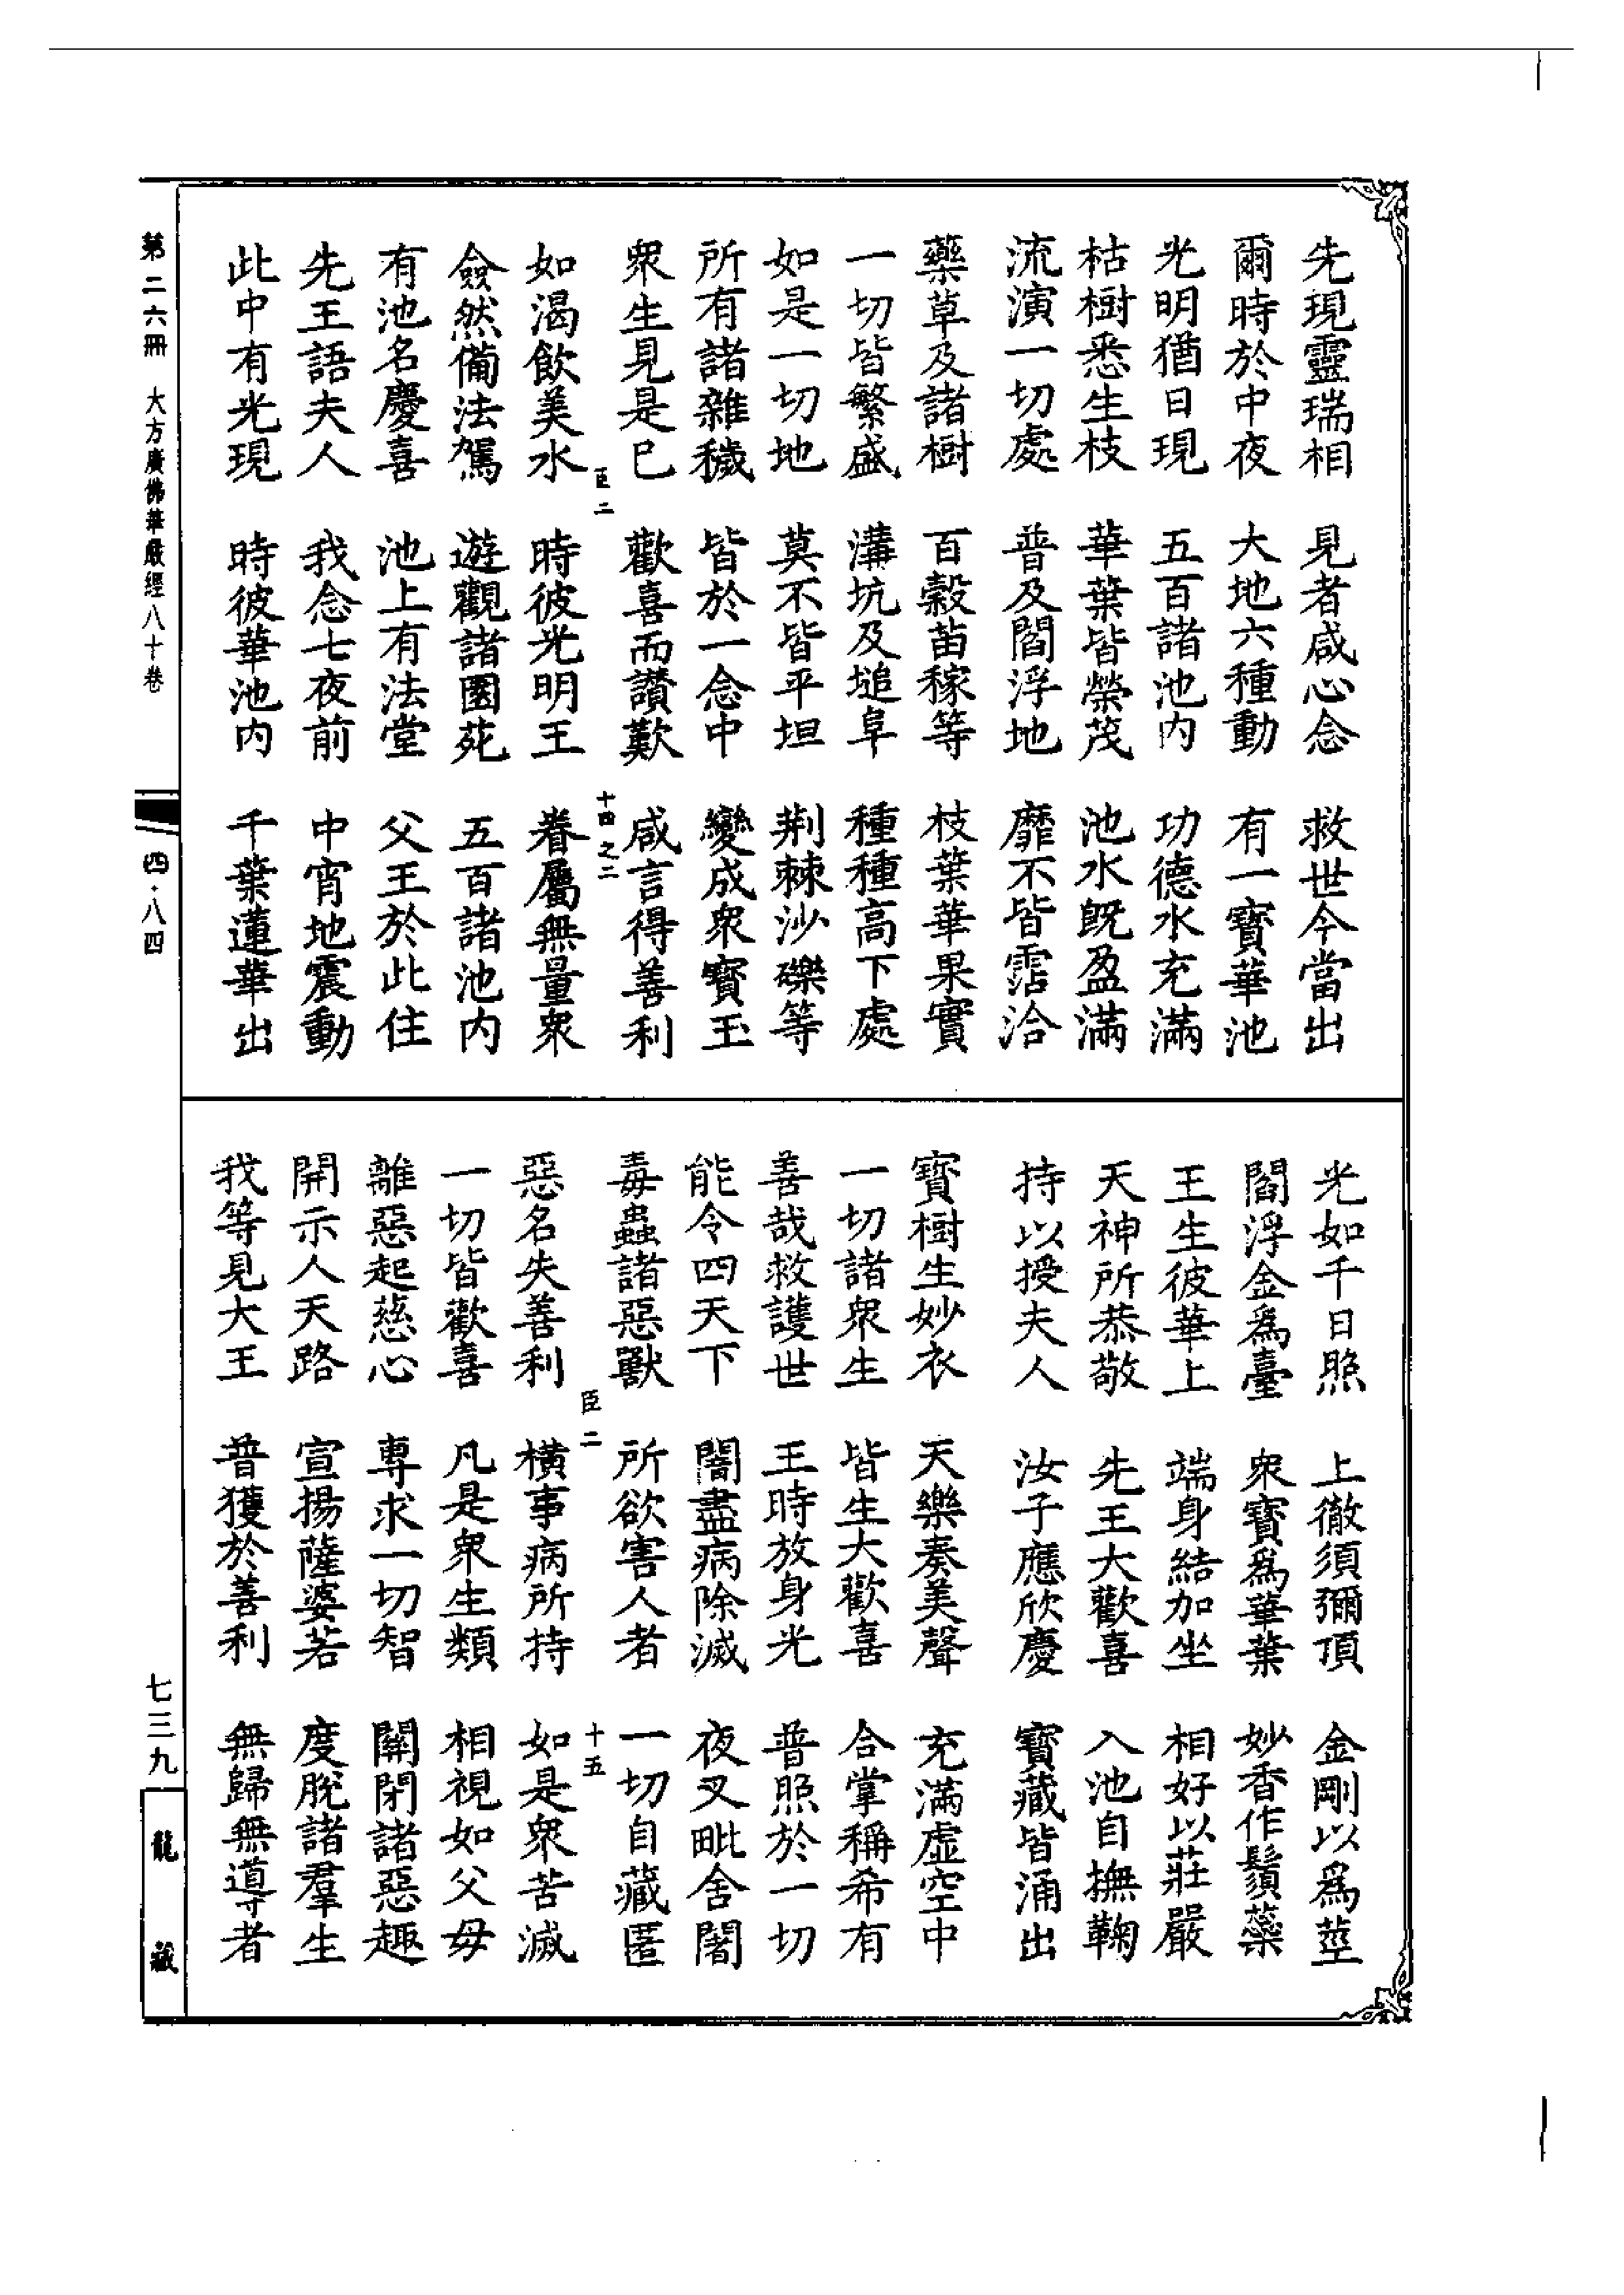 先現靈瑞相 見者咸心念 救世今當出
爾時於中夜 大地六種動 有一寶華池
光明猶日現 五百諸池內 功德水充滿
枯樹悉生枝 華葉皆榮茂 池水既盈滿
流演一切處 普及閻浮地 靡不皆霑洽
藥草及諸樹 百穀苗稼等 枝葉華果實
一切皆繁盛 溝坑及塠阜 種種高下處
如是一切地 莫不皆平坦 荆棘沙礫等
所有諸雜穢 皆於一念中 變成眾寶玉
眾生見是已 歡喜而讚歎 咸言得善利
臣二 十四之二
如渴飲美水 時彼光明王 眷屬無量眾
僉然備法駕 遊觀諸園苑 五百諸池內
有池名慶喜 池上有法堂 父王於此住
先王語夫人 我念七夜前 中宵地震動
此中有光現 時彼華池內 千葉蓮華出
光如千日照 上徹須彌頂 金剛以為莖
閻浮金為臺 眾寶為華葉 妙香作鬚蘂
王生彼華上 端身結加坐 相好以莊嚴
天神所恭敬 先王大歡喜 入池自撫鞠
持以授夫人 汝子應欣慶 寶藏皆涌出
寶樹生妙衣 天樂奏美聲 充滿虛空中
一切諸眾生 皆生大歡喜 合掌稱希有
善哉救護世 王時放身光 普照於一切
能令四天下 闇盡病除滅 夜叉毗舍闍
毒蟲諸惡獸 所欲害人者 一切自藏匿
臣二 十五
惡名失善利 橫事病所持 如是眾苦滅
一切皆歡喜 凡是眾生類 相視如父母
離惡起慈心 專求一切智 關閉諸惡趣
開示人天路 宣揚薩婆若 度脫諸羣生
我等見大王 普獲於善利 無歸無導者
第二六冊 大方廣佛華嚴經八十卷 四·八四 七三九 龍藏